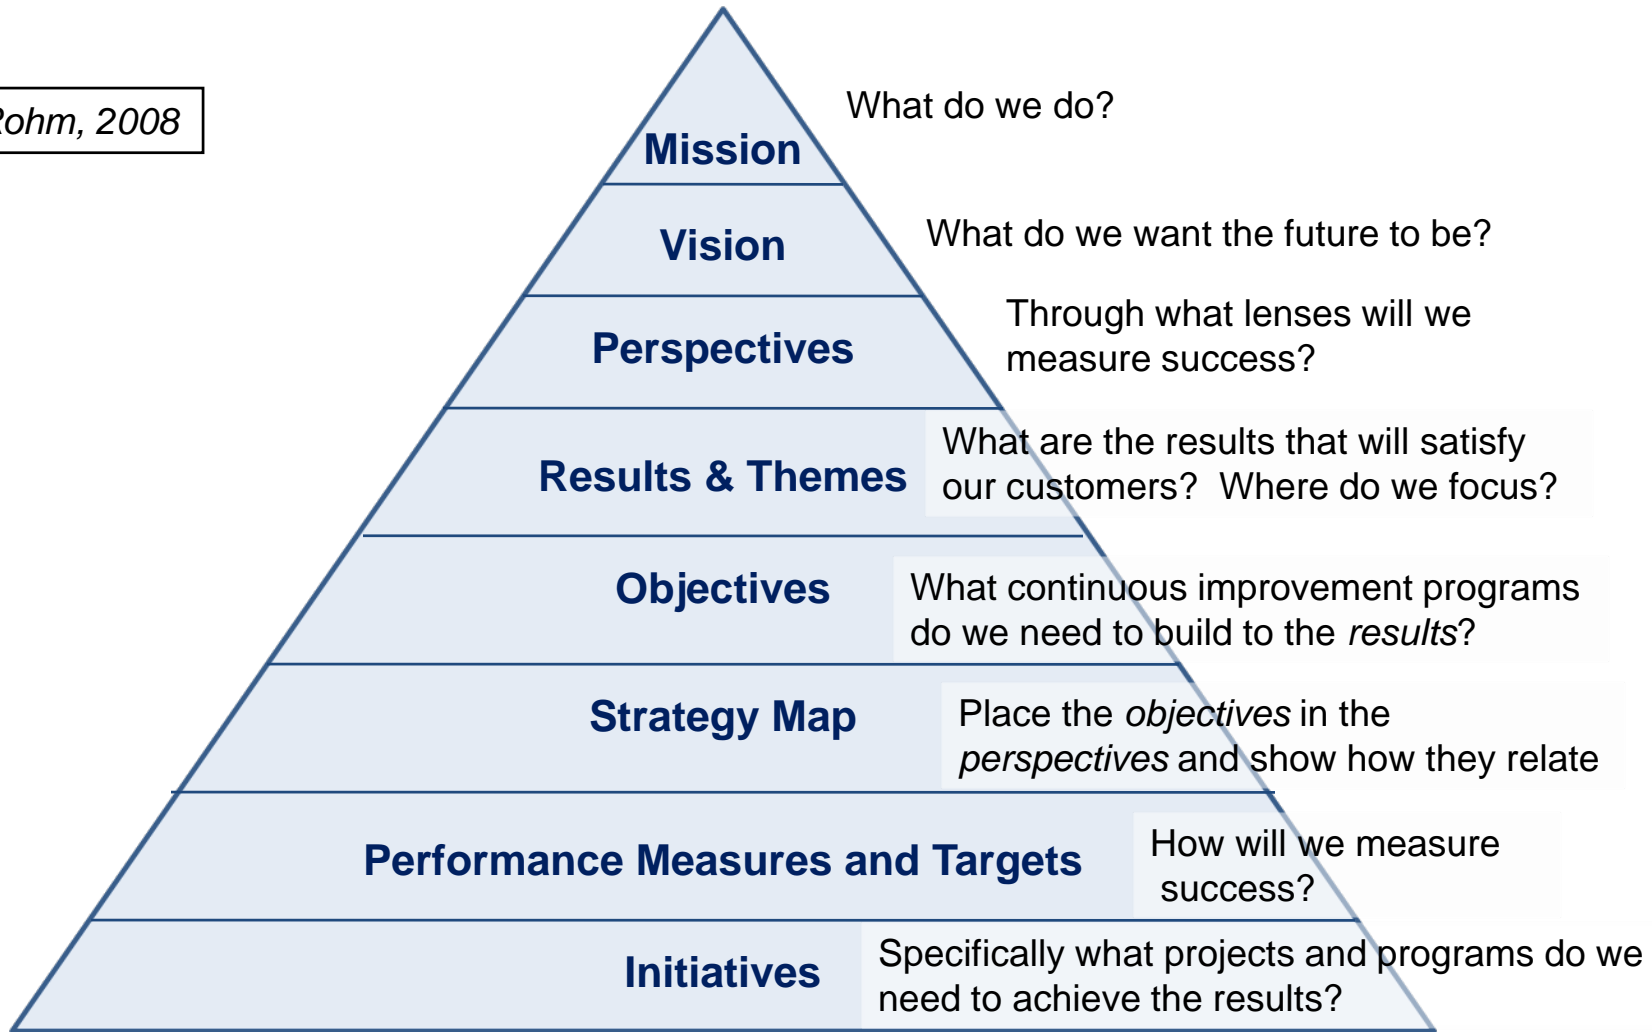 What do we do?
Rohm, 2008
Mission
Vision
What do we want the future to be?
Perspectives
Through what lenses will we
measure success?
Results & Themes
What are the results that will satisfy
our customers?  Where do we focus?
Objectives
What continuous improvement programs
do we need to build to the results?
Strategy Map
Place the objectives in the
perspectives and show how they relate
Performance Measures and Targets
How will we measure
success?
Initiatives
Specifically what projects and programs do we
need to achieve the results?